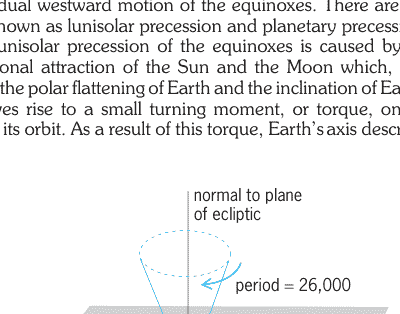 dual westward motion of the equinoxes. There are
nown as lunisolar precession and planetary precessi
unisolar precession of the equinoxes is caused by
onal attraction of the Sun and the Moon which,
the polar flattening of Earth and the inclination of Ea
ves rise to a small turning moment, or torque, on
its orbit. As a result of this torque, Earth's axis descr
normal to plane
of ecliptic
period = 26,000